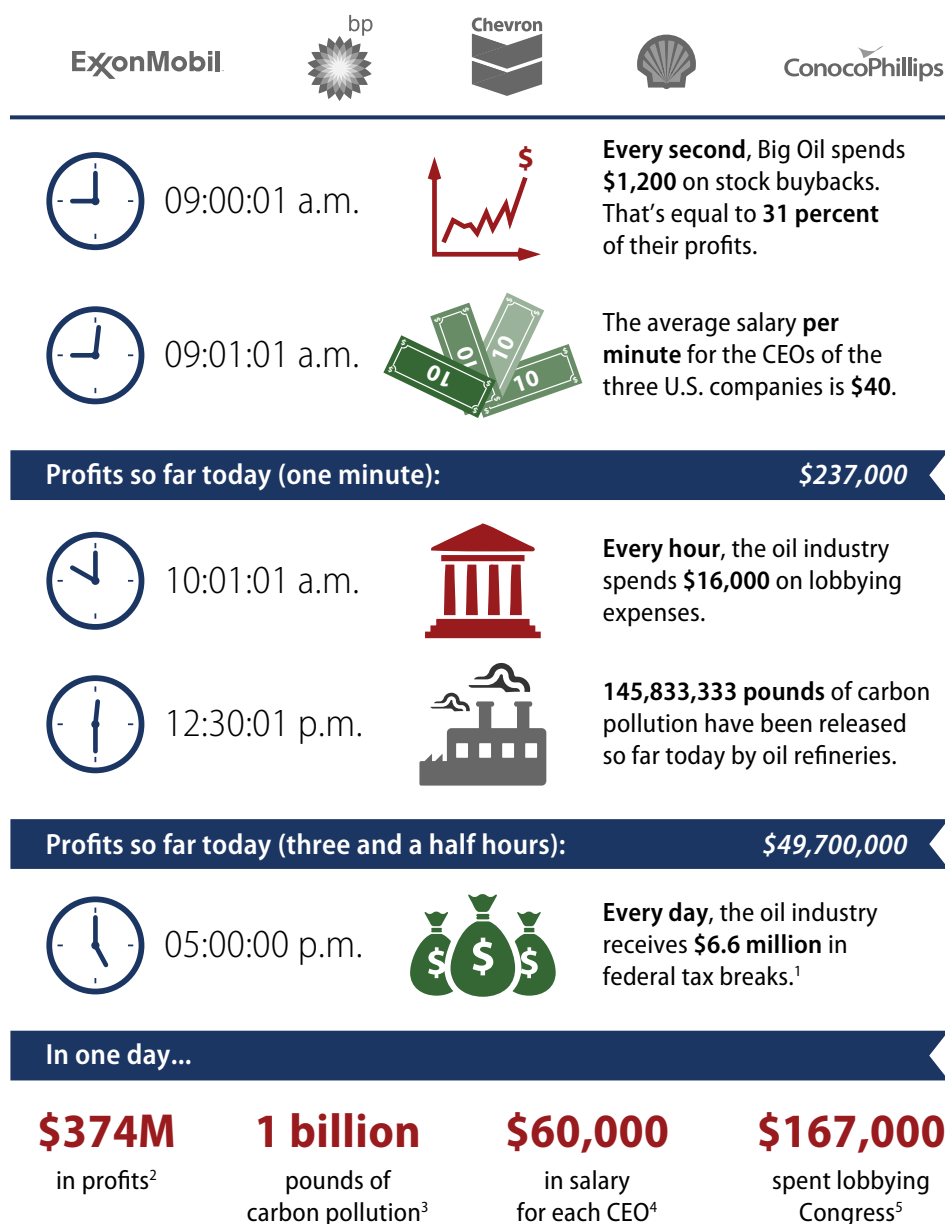 ExxonMobil
bp
Chevron
ConocoPhillips
09:00:01 a.m.
$
Every second, Big Oil spends
$1,200 on stock buybacks.
That's equal to 31 percent
of their profits.
09:01:01 a.m.
10
10
10
10
The average salary per
minute for the CEOs of the
three U.S. companies is $40.
Profits so far today (one minute):
$237,000
10:01:01 a.m.
Every hour, the oil industry
spends $16,000 on lobbying
expenses.
12:30:01 p.m.
145,833,333 pounds of carbon
pollution have been released
so far today by oil refineries.
Profits so far today (three and a half hours):
$49,700,000
05:00:00 p.m.
$ $ $
Every day, the oil industry
receives $6.6 million in
federal tax breaks.1
In one day...
$374M
in profits2
1 billion
pounds of
carbon pollution3
$60,000
in salary
for each CEO4
$167,000
spent lobbying
Congress5